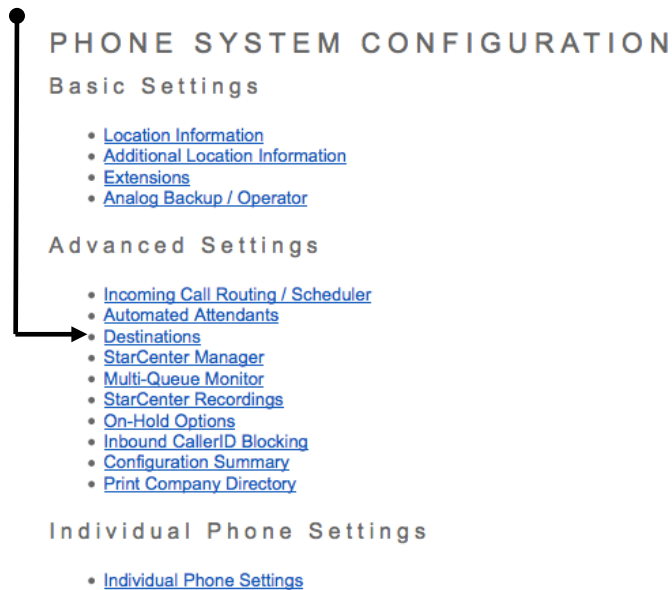 PHONE SYSTEM CONFIGURATION
Basic Settings
Location Information
Additional Location Information
Extensions
Analog Backup / Operator
Advanced Settings
Incoming Call Routing / Scheduler
Automated Attendants
Destinations
StarCenter Manager
Multi-Queue Monitor
StarCenter Recordings
On-Hold Options
Inbound CallerID Blocking
Configuration Summary
Print Company Directory
Individual Phone Settings
Individual Phone Settings